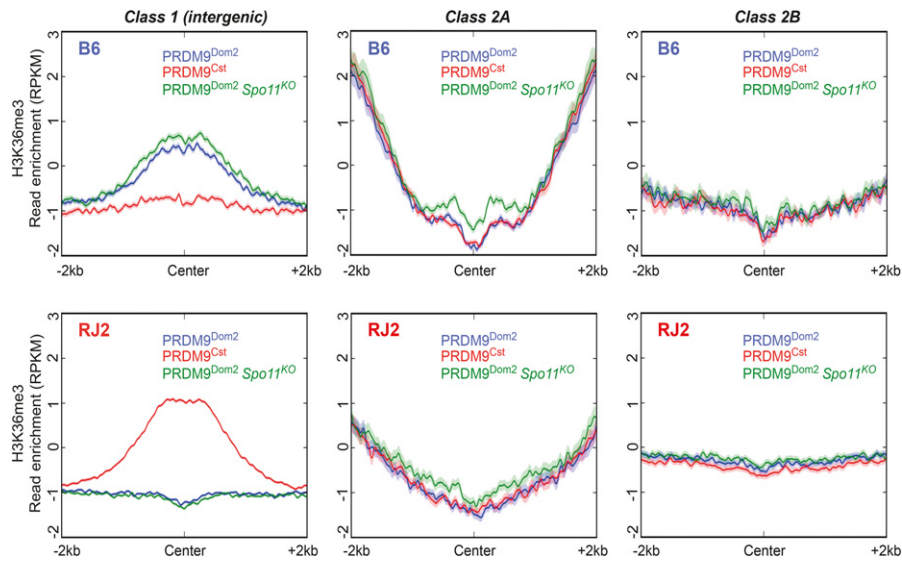 Class 1 (intergenic)
Class 2A
Class 2B
H3K36me3
Read enrichment (RPKM)
3
2
1
0
-1
-2
B6
PRDM9Dom2
PRDM9Cst
PRDM9Dom2 Spo11KO
-2kb
Center
+2kb
3
2
1
0
-1
-2
B6
PRDM9Dom2
PRDM9Cst
PRDM9Dom2 Spo11KO
-2kb
Center
+2kb
3
2
1
0
-1
-2
B6
PRDM9Dom2
PRDM9Cst
PRDM9Dom2 Spo11KO
-2kb
Center
+2kb
H3K36me3
Read enrichment (RPKM)
3
2
1
0
-1
-2
RJ2
PRDM9Dom2
PRDM9Cst
PRDM9Dom2 Spo11KO
-2kb
Center
+2kb
3
2
1
0
-1
-2
RJ2
PRDM9Dom2
PRDM9Cst
PRDM9Dom2 Spo11KO
-2kb
Center
+2kb
3
2
1
0
-1
-2
RJ2
PRDM9Dom2
PRDM9Cst
PRDM9Dom2 Spo11KO
-2kb
Center
+2kb